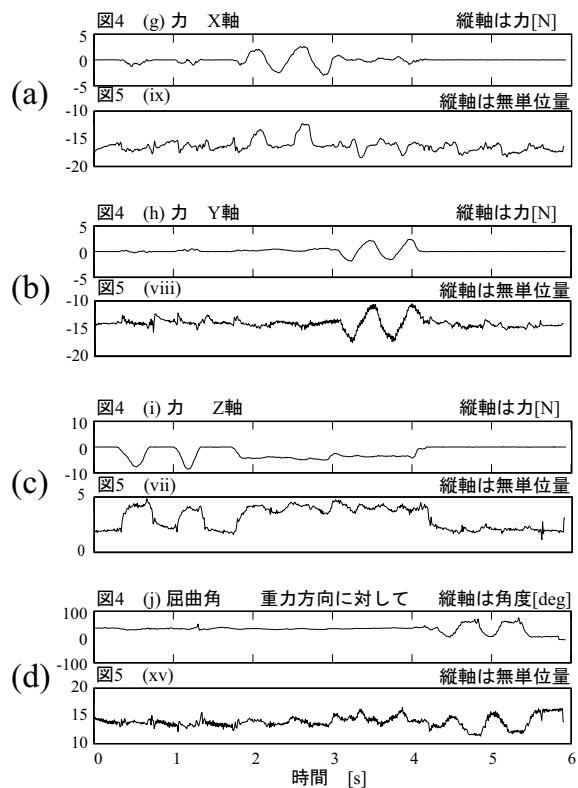 図4 (g) 力 X軸 縦軸は力[N]
5
0
-5
(a)
図5 (ix) 縦軸は無単位量
-10
-15
-20
図4 (h) 力 Y軸 縦軸は力[N]
5
0
(b)
図5 (viii) 縦軸は無単位量
-10
-15
-20
図4 (i) 力 Z軸 縦軸は力[N]
10
0
-10
(c)
図5 (vii) 縦軸は無単位量
5
0
図4 (j) 屈曲角 重力方向に対して 縦軸は角度[deg]
100
0
-100
(d)
図5 (xv) 縦軸は無単位量
20
15
10
0 1 2 3 4 5 6
時間 [s]